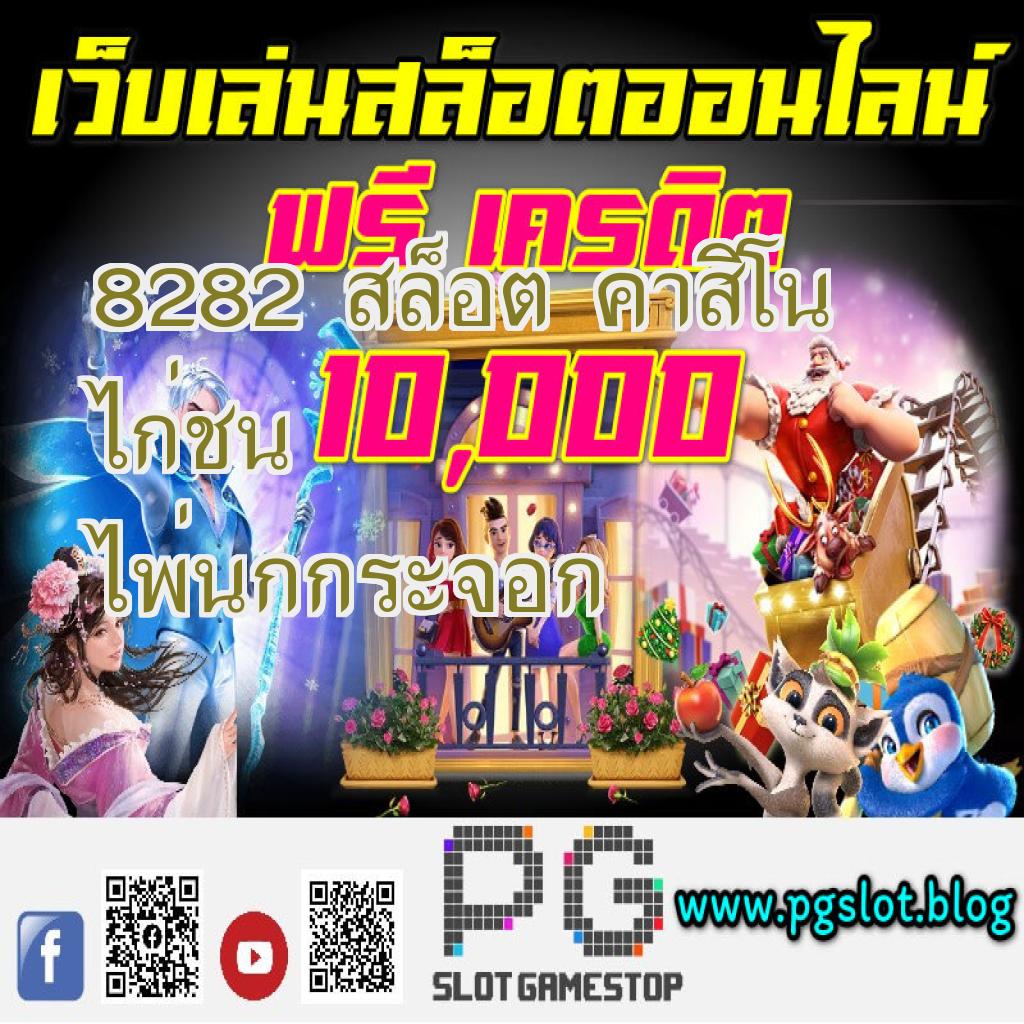 เว็บเล่นสล็อตออนไลน์
ฟรี เครดิต
8282 สล็อต คาสิโน
ไก่ชน
10,000
ไพ่นกกระจอก
PG
www.pgslot.blog
SLOT GAMESTOP